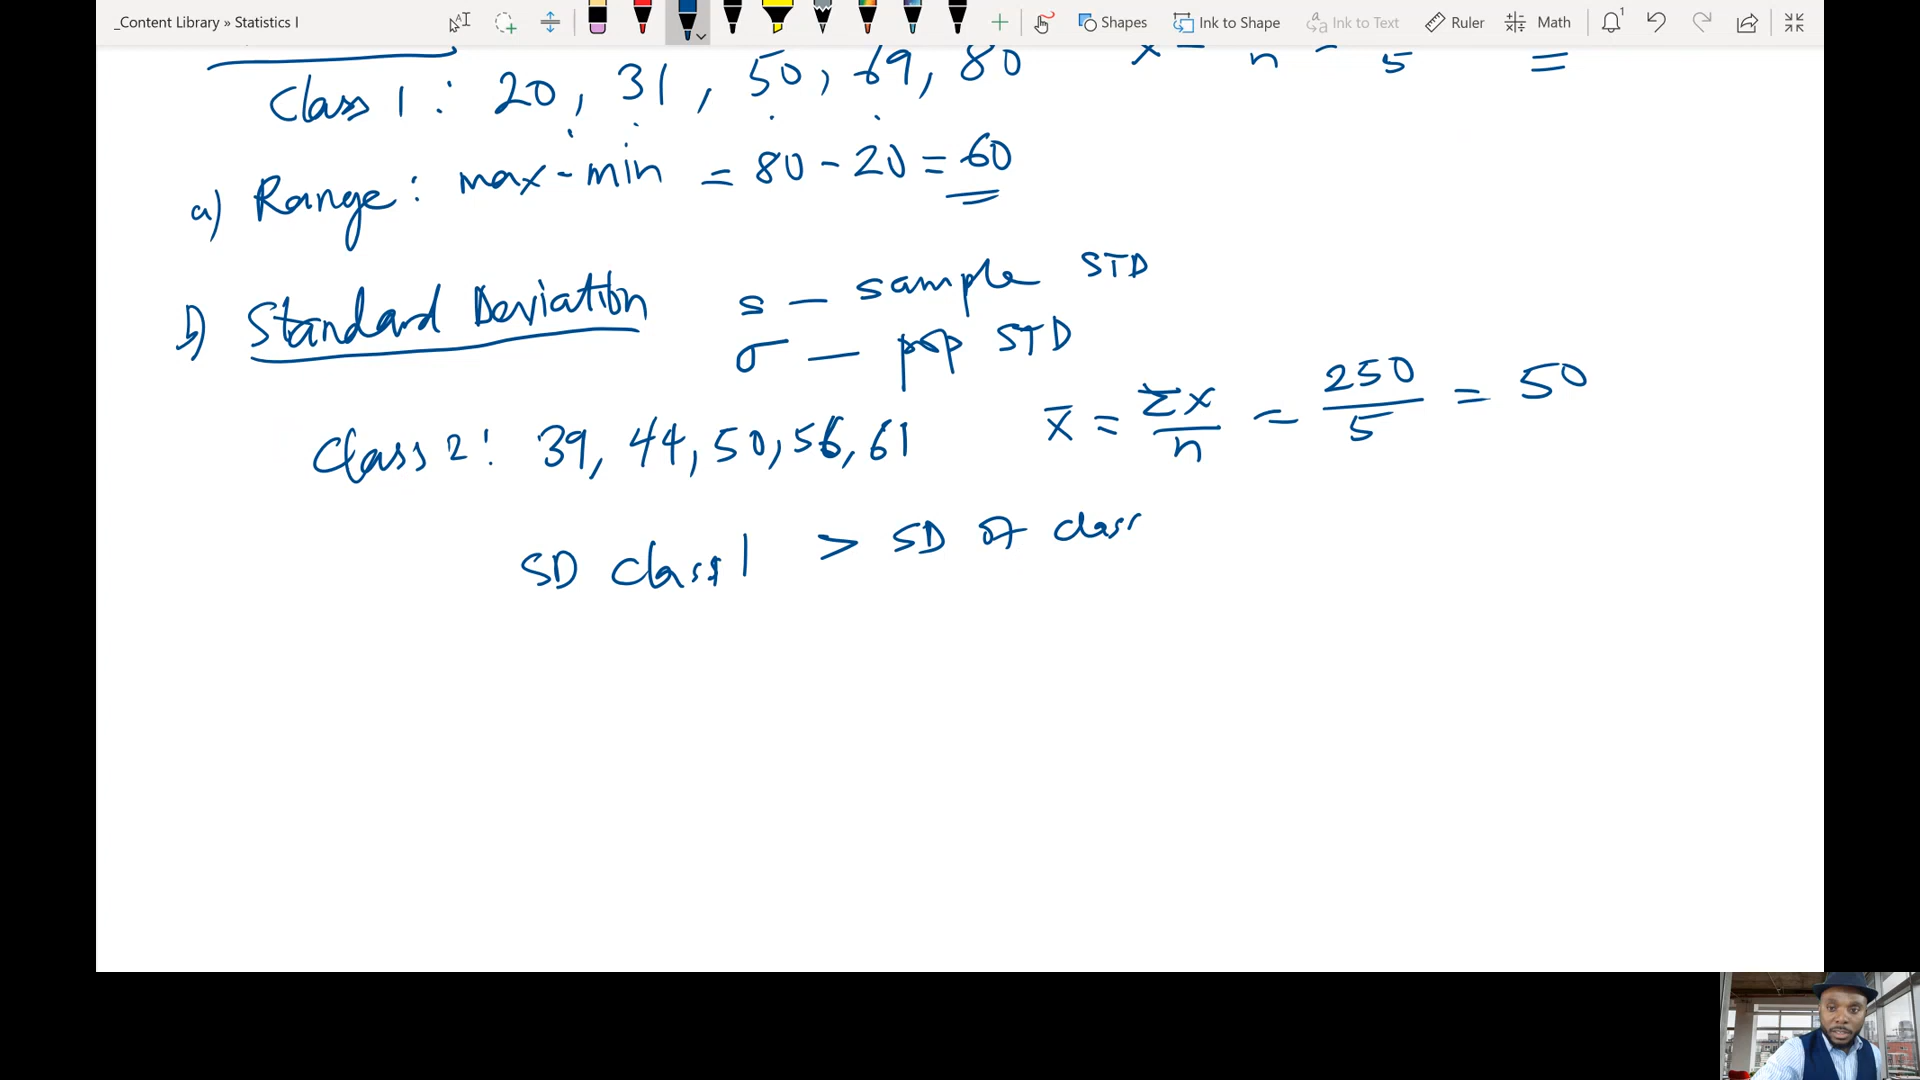 _Content Library » Statistics I
Shapes
Ink to Shape
Ink to Text
Ruler
Math
1
n 5 =
Class 1 : 20, 31, 50, 69, 80
a) Range : max - min = 80 - 20 = 60
b) Standard Deviation
s — sample STD
σ — pop STD
Class 2 : 39, 44, 50, 56, 61
x̄ = Σx/n = 250/5 = 50
SD class 1 > SD of class